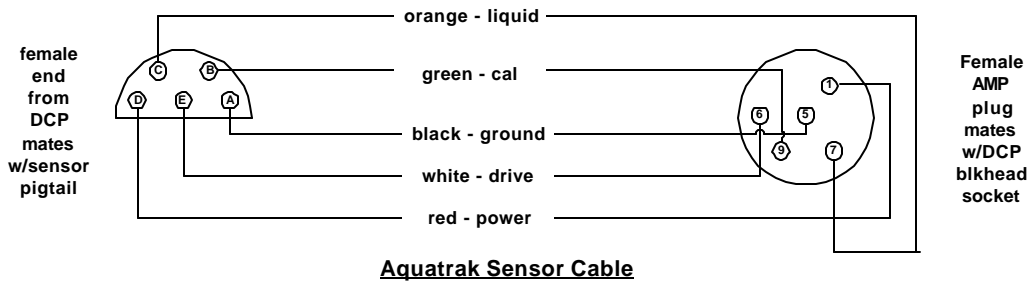 orange - liquid
female
end
from
DCP
mates
w/sensor
pigtail
C
B
D
E
A
green - cal
black - ground
white - drive
red - power
1
6
5
9
7
Female
AMP
plug
mates
w/DCP
blkhead
socket
Aquatrak Sensor Cable